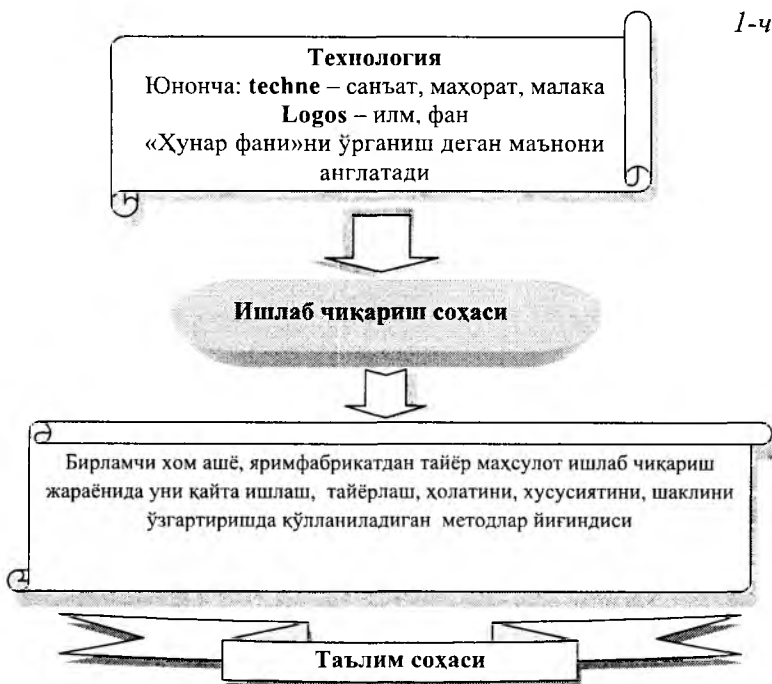 1-ч
Технология
Юнонча: techne – санъат, маҳорат, малака
Logos – илм, фан
«Ҳунар фани»ни ўрганиш деган маънони
англатади
Ишлаб чиқариш соҳаси
Бирламчи хом ашё, яримфабрикатдан тайёр маҳсулот ишлаб чиқариш
жараёнида уни қайта ишлаш, тайёрлаш, ҳолатини, хусусиятини, шаклини
ўзгартиришда қўлланиладиган методлар йиғиндиси
Таълим соҳаси